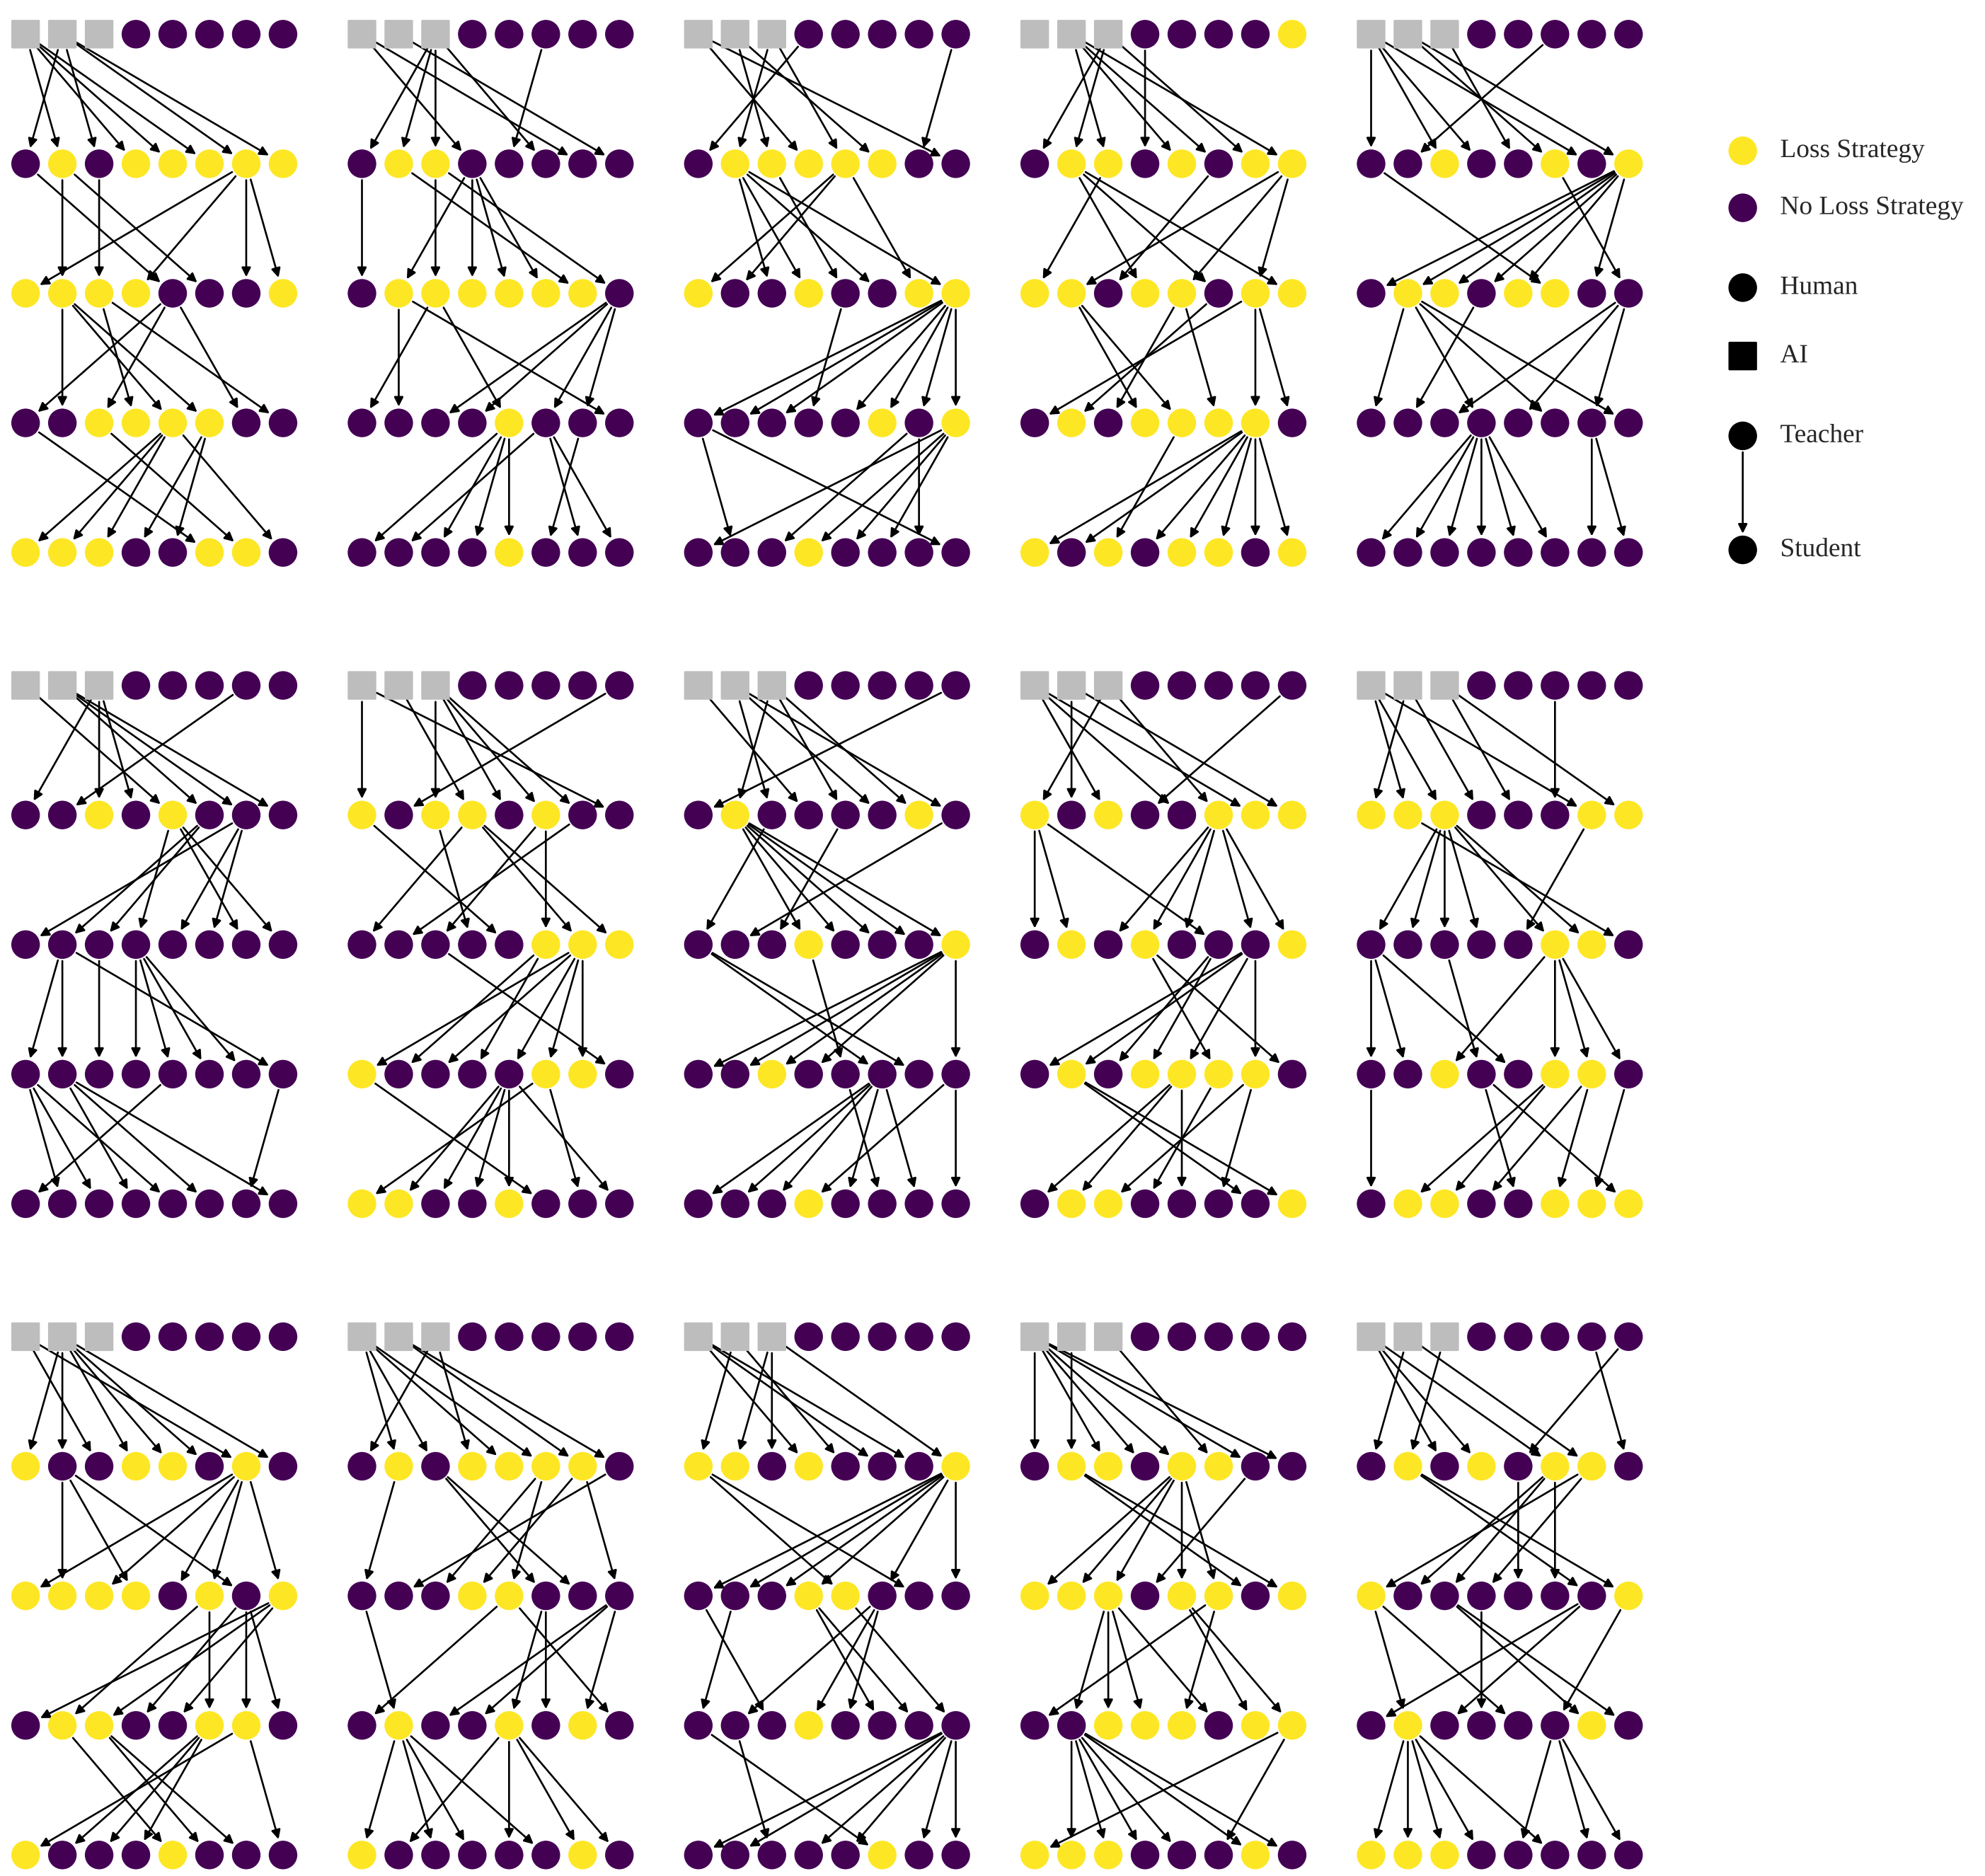 Loss Strategy
No Loss Strategy
Human
AI
Teacher
Student